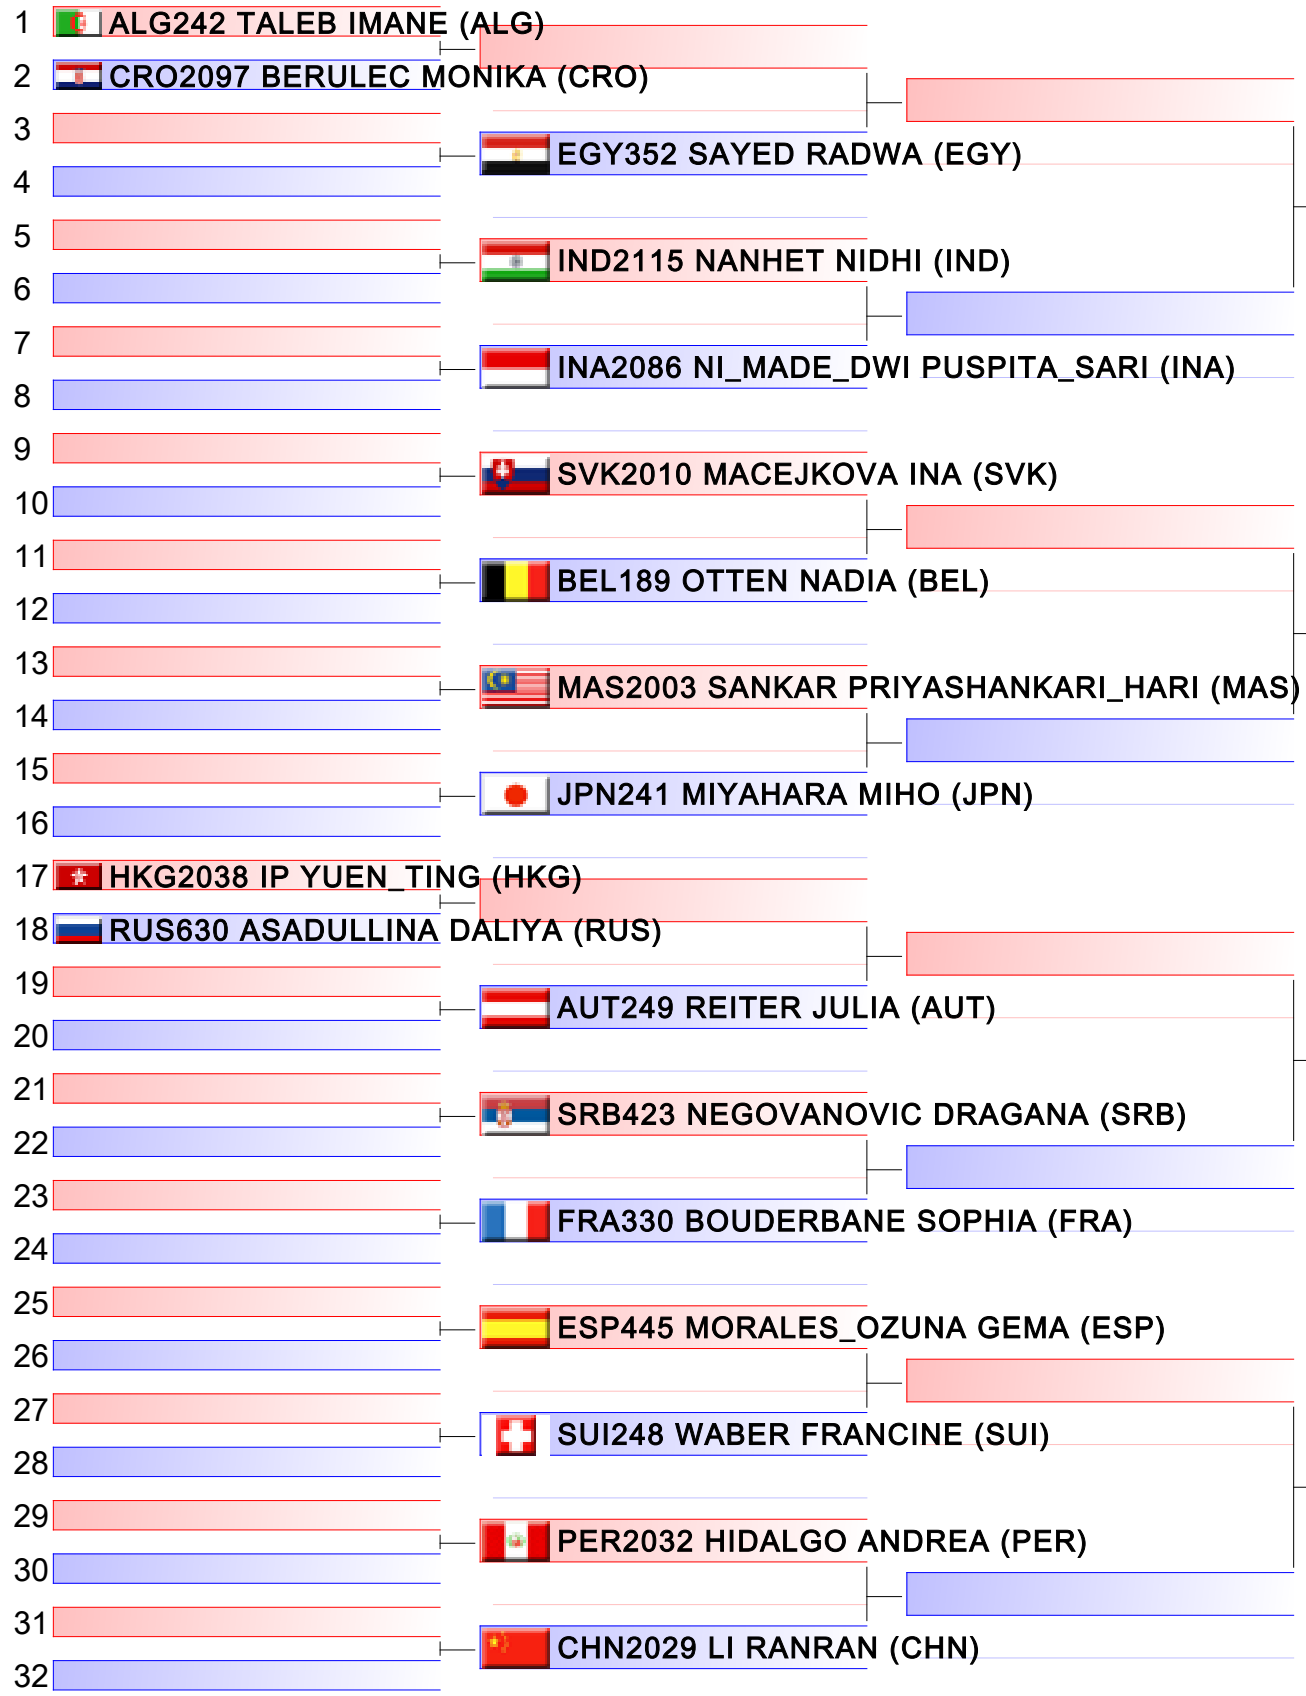 1 ALG242 TALEB IMANE (ALG)
2 CRO2097 BERULEC MONIKA (CRO)
3
EGY352 SAYED RADWA (EGY)
4
5
IND2115 NANHET NIDHI (IND)
6
7
INA2086 NI_MADE_DWI PUSPITA_SARI (INA)
8
9
SVK2010 MACEJKOVA INA (SVK)
10
11
BEL189 OTTEN NADIA (BEL)
12
13
MAS2003 SANKAR PRIYASHANKARI_HARI (MAS)
14
15
JPN241 MIYAHARA MIHO (JPN)
16
17 HKG2038 IP YUEN_TING (HKG)
18 RUS630 ASADULLINA DALIYA (RUS)
19
AUT249 REITER JULIA (AUT)
20
21
SRB423 NEGOVANOVIC DRAGANA (SRB)
22
23
FRA330 BOUDERBANE SOPHIA (FRA)
24
25
ESP445 MORALES_OZUNA GEMA (ESP)
26
27
SUI248 WABER FRANCINE (SUI)
28
29
PER2032 HIDALGO ANDREA (PER)
30
31
CHN2029 LI RANRAN (CHN)
32